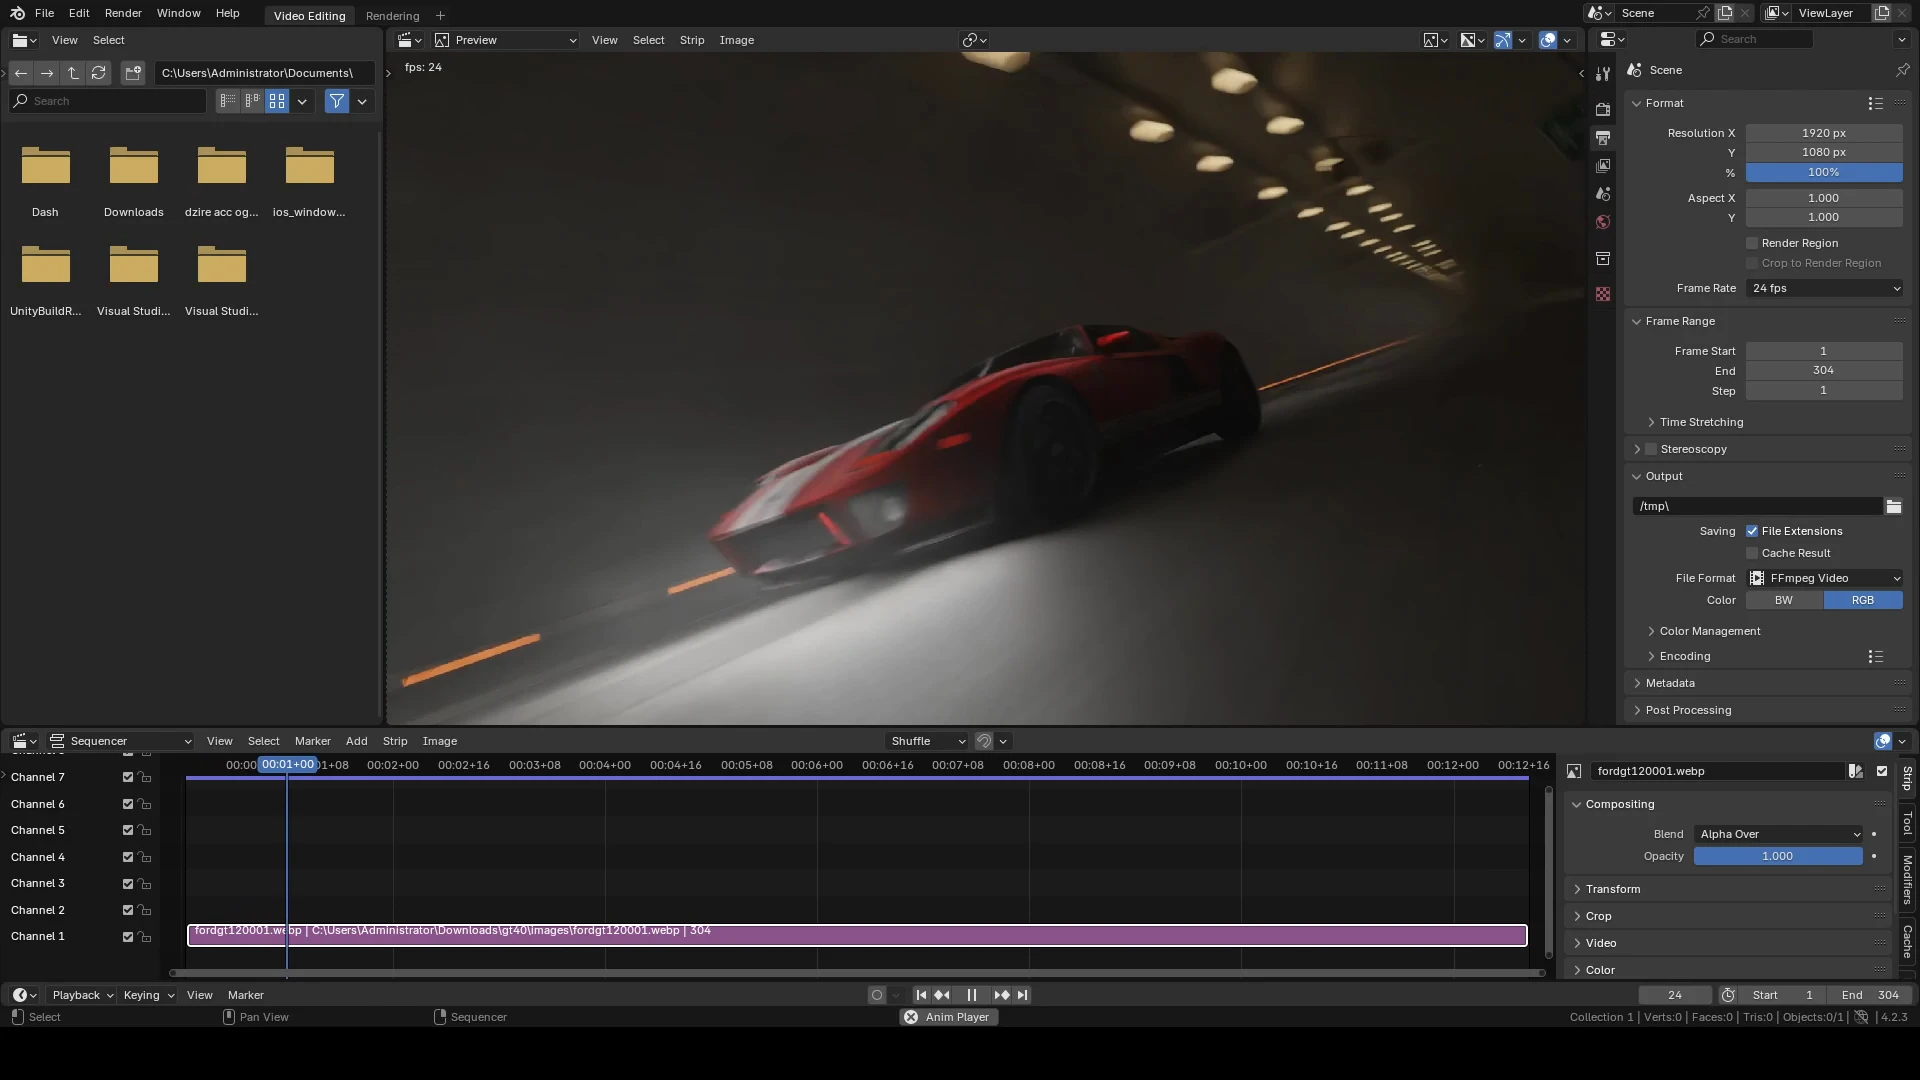 File Edit Render Window Help Video Editing Rendering + Scene ViewLayer
View Select
Preview View Select Strip Image
Search
C:\Users\Administrator\Documents\
Search
Dash Downloads dzire acc og... ios_window...
UnityBuildR... Visual Studi... Visual Studi...
fps: 24
Scene
Format
Resolution X 1920 px
Y 1080 px
% 100%
Aspect X 1.000
Y 1.000
Render Region
Crop to Render Region
Frame Rate 24 fps
Frame Range
Frame Start 1
End 304
Step 1
Time Stretching
Stereoscopy
Output
/tmp\
Saving File Extensions
Cache Result
File Format FFmpeg Video
Color BW RGB
Color Management
Encoding
Metadata
Post Processing
Sequencer View Select Marker Add Strip Image Shuffle
00:00 00:01+00 01+08 00:02+00 00:02+16 00:03+08 00:04+00 00:04+16 00:05+08 00:06+00 00:06+16 00:07+08 00:08+00 00:08+16 00:09+08 00:10+00 00:10+16 00:11+08 00:12+00 00:12+16
Channel 7
Channel 6
Channel 5
Channel 4
Channel 3
Channel 2
Channel 1
fordgt120001.webp | C:\Users\Administrator\Downloads\gt40\images\fordgt120001.webp | 304
fordgt120001.webp
Compositing
Blend Alpha Over
Opacity 1.000
Transform
Crop
Video
Color
Strip
Tool
Modifiers
Cache
Playback Keying View Marker 24 Start 1 End 304
Select Pan View Sequencer Anim Player Collection 1 | Verts:0 | Faces:0 | Tris:0 | Objects:0/1 | 4.2.3